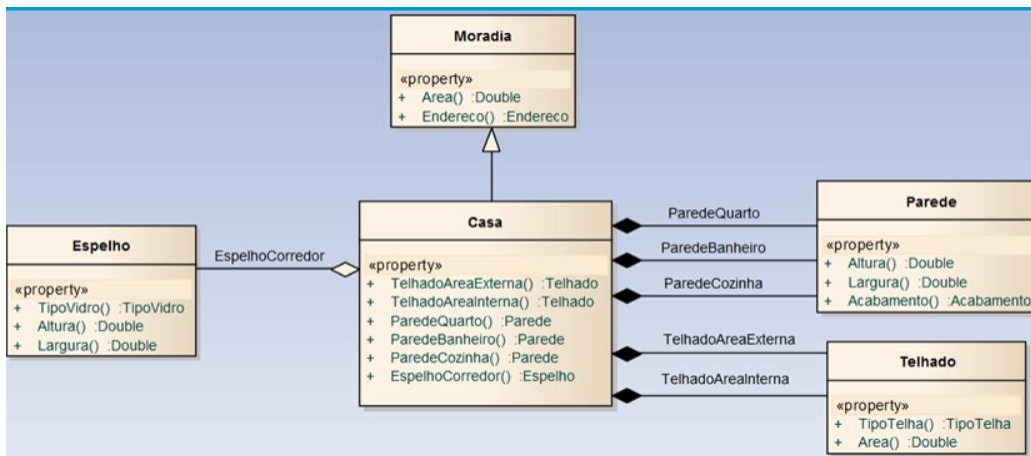 Moradia
«property»
+ Area() :Double
+ Endereco() :Endereco
Espelho
«property»
+ TipoVidro() :TipoVidro
+ Altura() :Double
+ Largura() :Double
EspelhoCorredor
Casa
«property»
+ TelhadoAreaExterna() :Telhado
+ TelhadoAreaInterna() :Telhado
+ ParedeQuarto() :Parede
+ ParedeBanheiro() :Parede
+ ParedeCozinha() :Parede
+ EspelhoCorredor() :Espelho
ParedeQuarto
ParedeBanheiro
ParedeCozinha
Parede
«property»
+ Altura() :Double
+ Largura() :Double
+ Acabamento() :Acabamento
TelhadoAreaExterna
TelhadoAreaInterna
Telhado
«property»
+ TipoTelha() :TipoTelha
+ Area() :Double